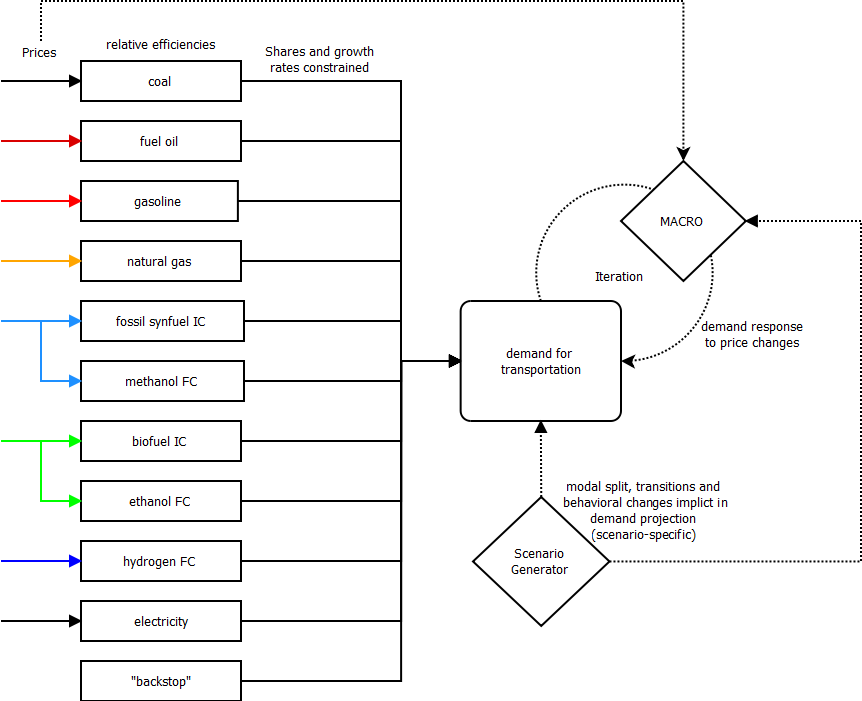 Prices
relative efficiencies
Shares and growth
rates constrained
coal
fuel oil
gasoline
natural gas
fossil synfuel IC
methanol FC
biofuel IC
ethanol FC
hydrogen FC
electricity
"backstop"
MACRO
Iteration
demand response
to price changes
demand for
transportation
modal split, transitions and
behavioral changes implict in
demand projection
(scenario-specific)
Scenario
Generator